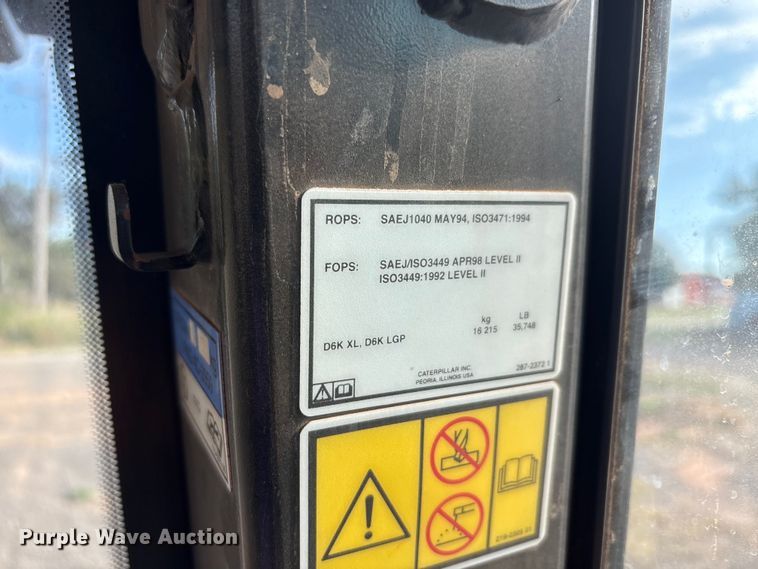 ROPS: SAEJ1040 MAY94, ISO3471:1994
FOPS: SAEJ/ISO3449 APR98 LEVEL II
ISO3449:1992 LEVEL II
kg LB
D6K XL, D6K LGP 16 215 35,748
CATERPILLAR INC.
PEORIA, ILLINOIS USA
287-2372 1
Purple Wave Auction